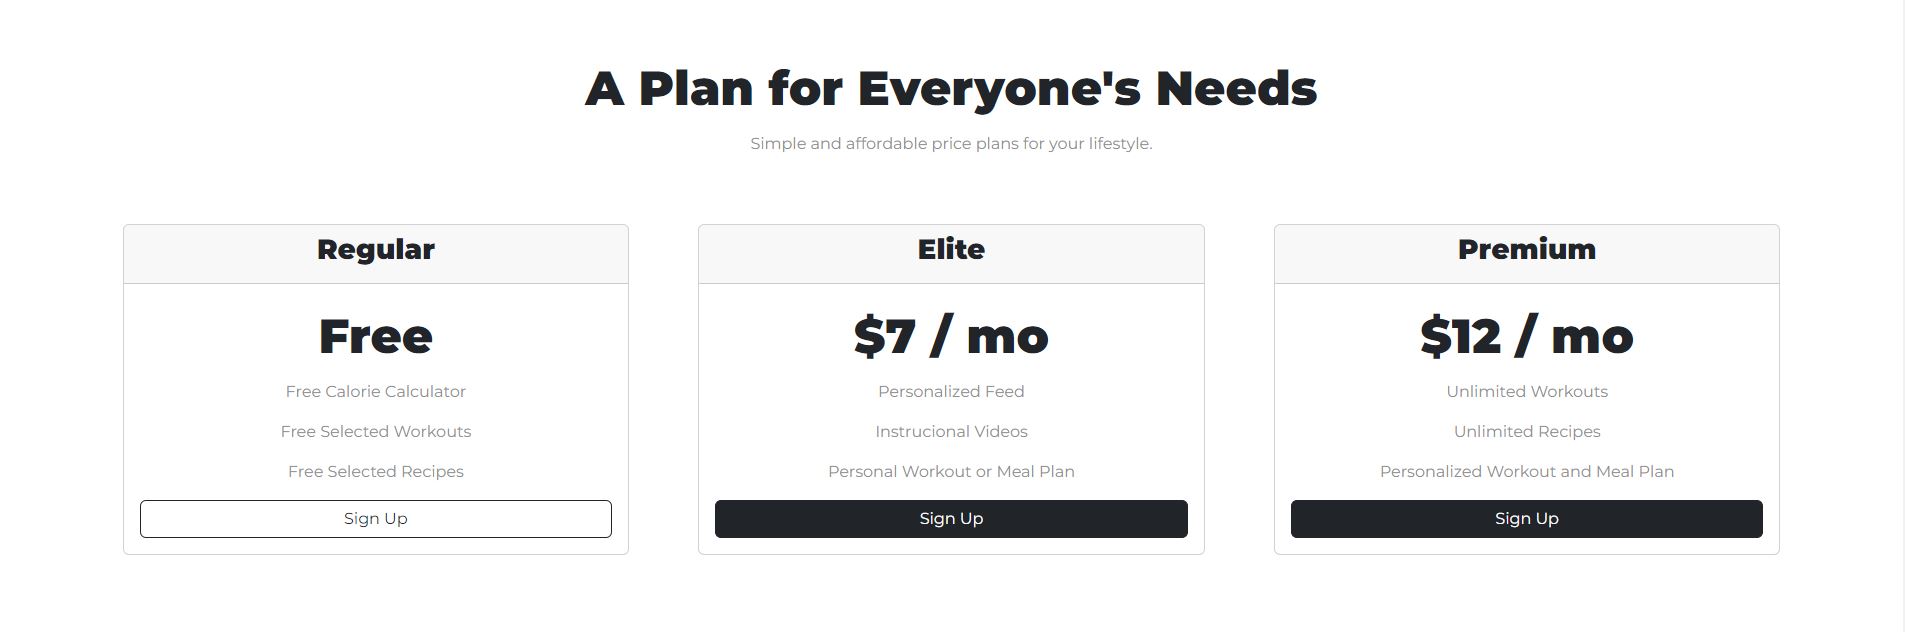 A Plan for Everyone's Needs
Simple and affordable price plans for your lifestyle.
Regular
Free
Free Calorie Calculator
Free Selected Workouts
Free Selected Recipes
Sign Up
Elite
$7 / mo
Personalized Feed
Instrucional Videos
Personal Workout or Meal Plan
Sign Up
Premium
$12 / mo
Unlimited Workouts
Unlimited Recipes
Personalized Workout and Meal Plan
Sign Up